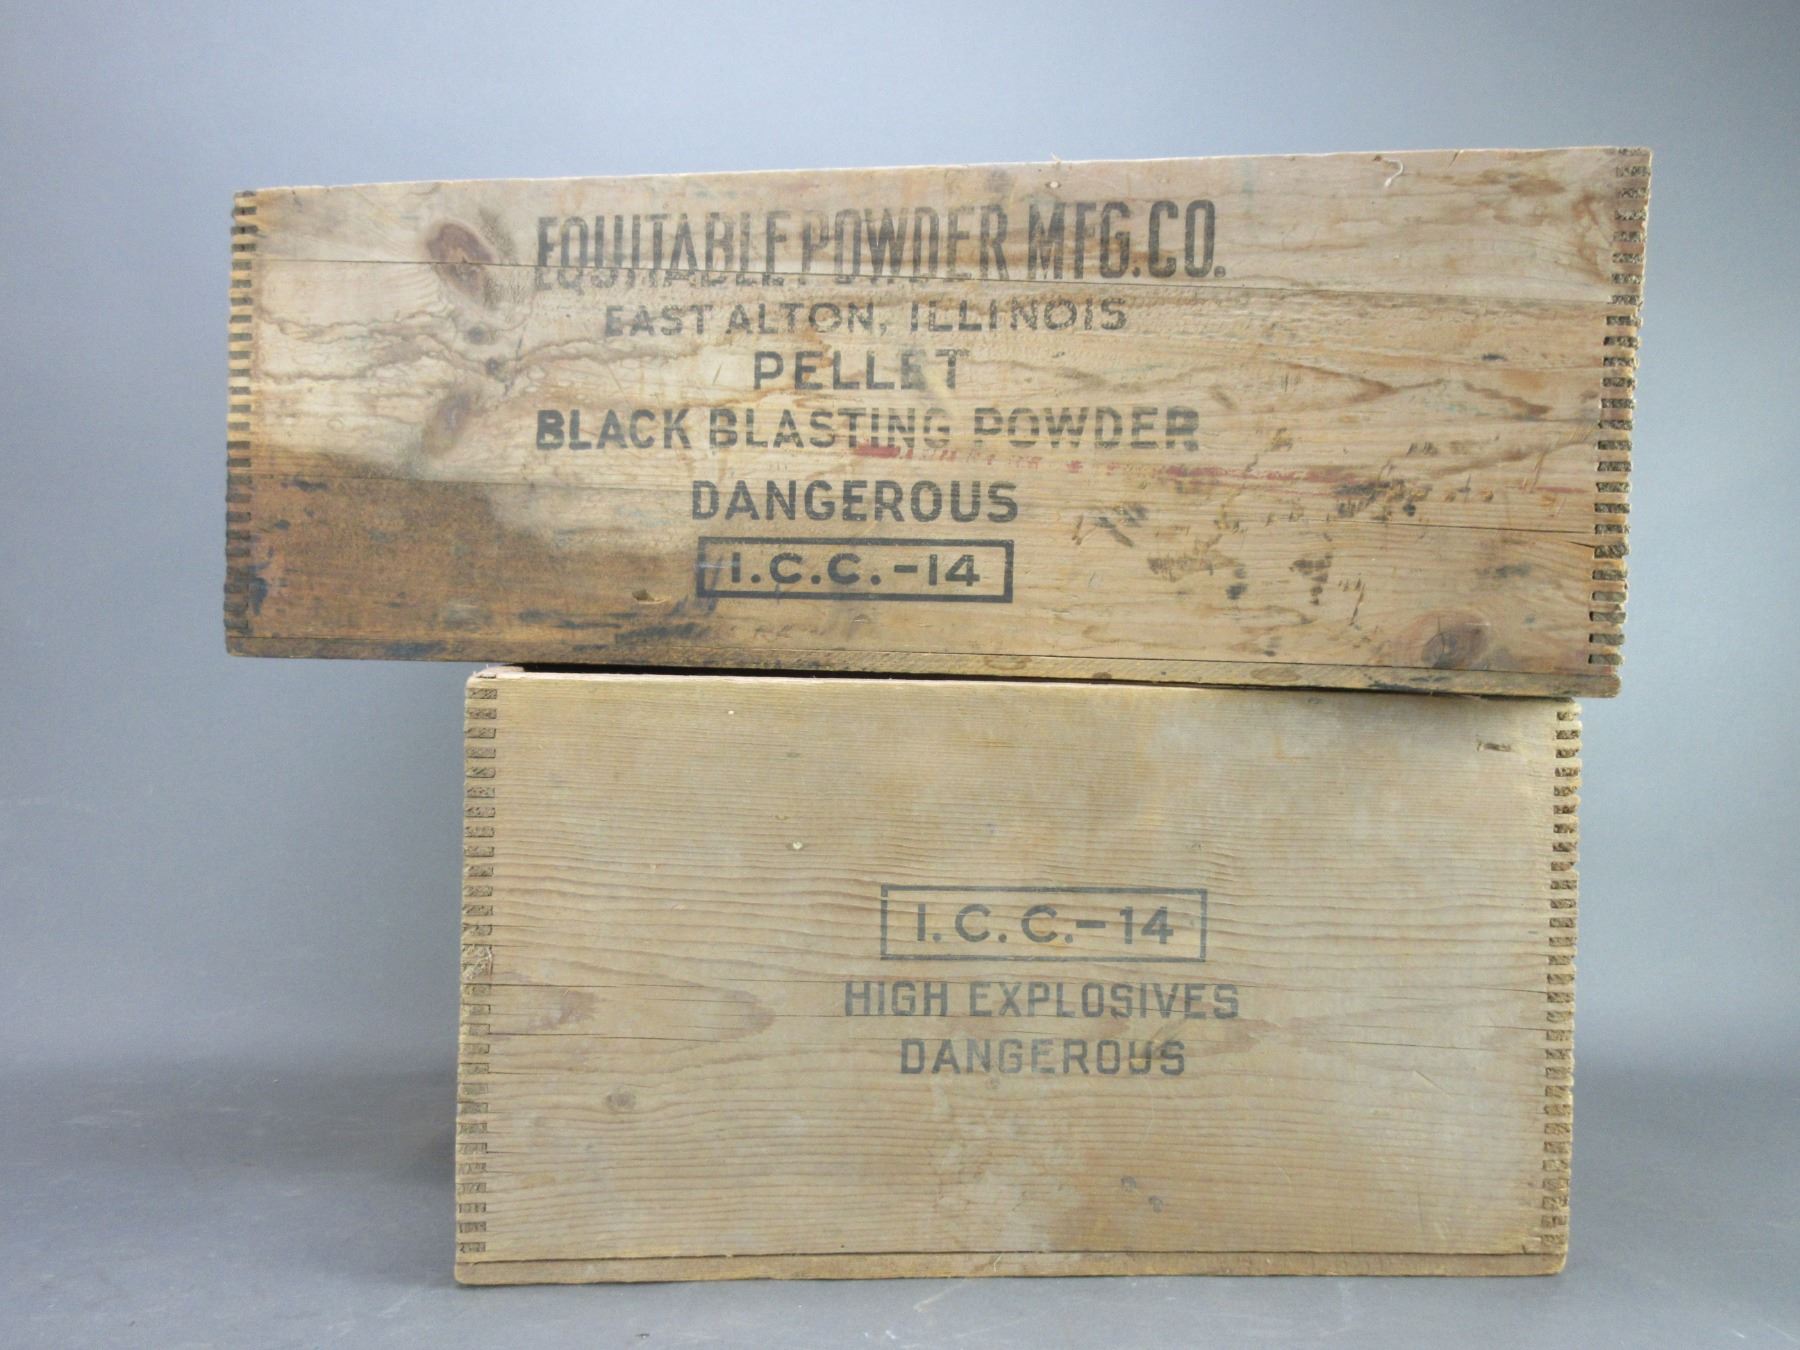 EQUITABLE POWDER MFG.CO.
EAST ALTON, ILLINOIS
PELLET
BLACK BLASTING POWDER
DANGEROUS
I.C.C.-14
I.C.C.-14
HIGH EXPLOSIVES
DANGEROUS